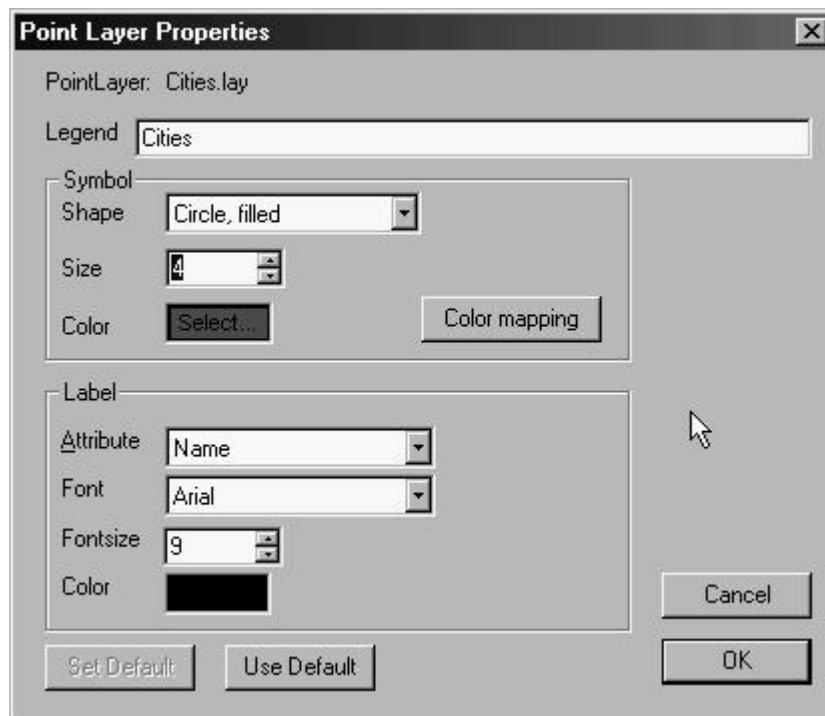 Point Layer Properties
PointLayer: Cities.lay
Legend Cities
Symbol
Shape Circle, filled
Size 4
Color Select... Color mapping
Label
Attribute Name
Font Arial
Fontsize 9
Color
Cancel
Set Default Use Default OK